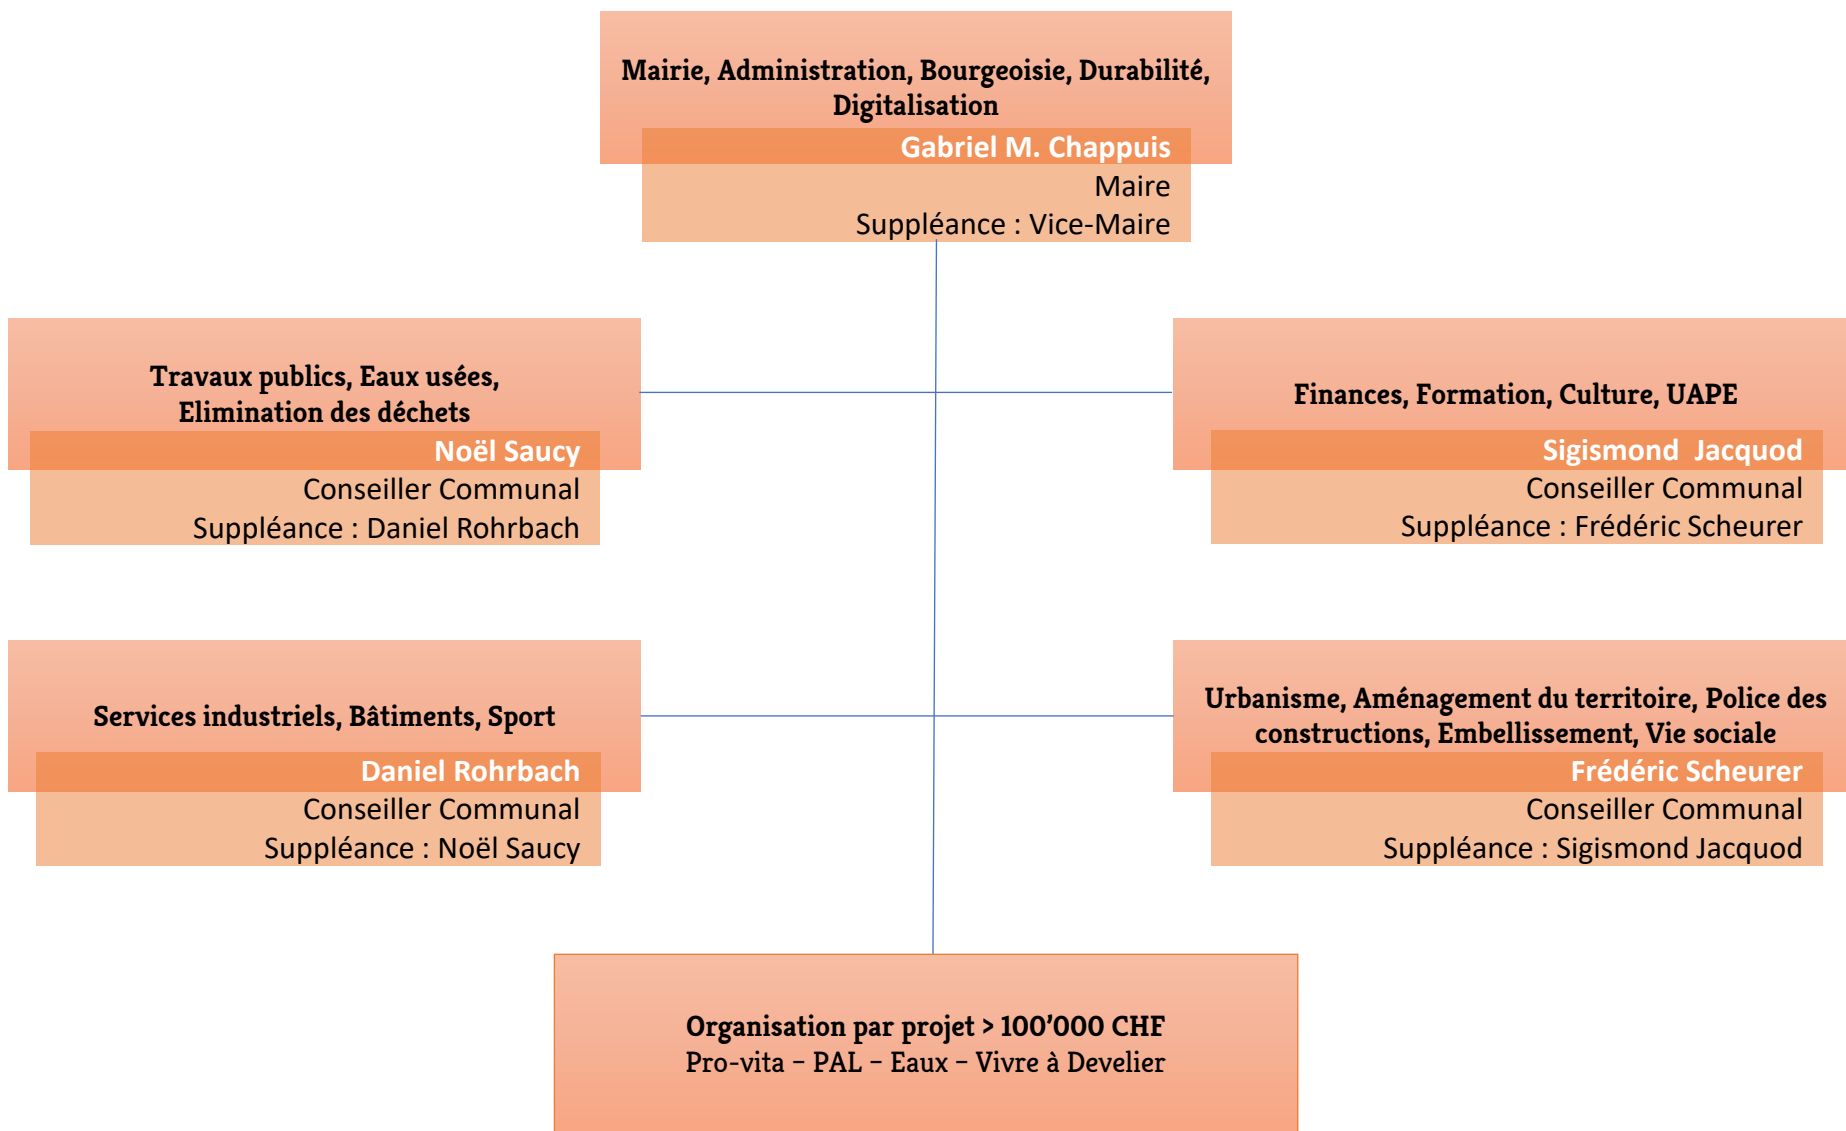 Mairie, Administration, Bourgeoisie, Durabilité,
Digitalisation
Gabriel M. Chappuis
Maire
Suppléance : Vice-Maire
Travaux publics, Eaux usées,
Elimination des déchets
Noël Saucy
Conseiller Communal
Suppléance : Daniel Rohrbach
Finances, Formation, Culture, UAPE
Sigismond  Jacquod
Conseiller Communal
Suppléance : Frédéric Scheurer
Services industriels, Bâtiments, Sport
Daniel Rohrbach
Conseiller Communal
Suppléance : Noël Saucy
Urbanisme, Aménagement du territoire, Police des
constructions, Embellissement, Vie sociale
Frédéric Scheurer
Conseiller Communal
Suppléance : Sigismond Jacquod
Organisation par projet > 100’000 CHF
Pro-vita – PAL – Eaux – Vivre à Develier